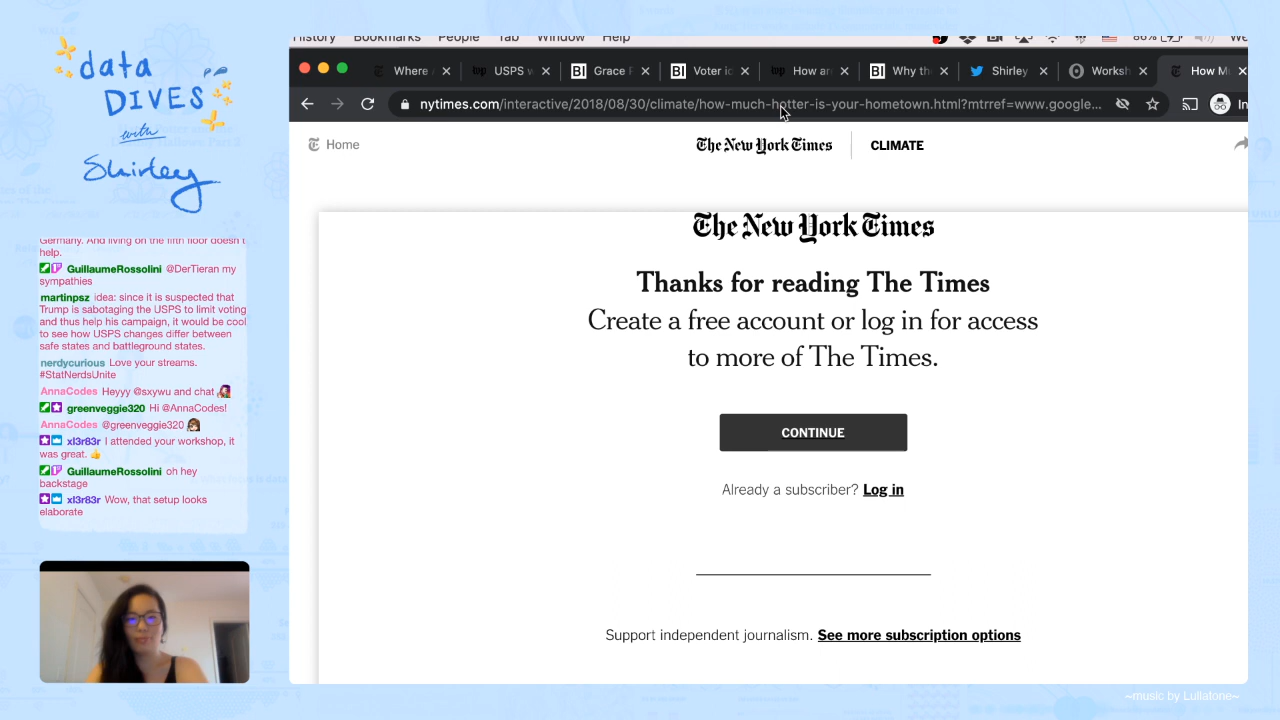 data
DIVES
with
Shirley
Germany. And living on the fifth floor doesn't
help.
GuillaumeRossolini @DerTieran my
sympathies
martinpsz idea: since it is suspected that
Trump is sabotaging the USPS to limit voting
and thus help his campaign, it would be cool
to see how USPS changes differ between
safe states and battleground states.
nerdycurious Love your streams.
#StatNerdsUnite
AnnaCodes Heyyy @sxywu and chat
greenveggie320 Hi @AnnaCodes!
AnnaCodes @greenveggie320
xl3r83r I attended your workshop, it
was great. 👍
GuillaumeRossolini oh hey
backstage
xl3r83r Wow, that setup looks
elaborate
History Bookmarks People Tab Window Help 86% We
Where USPS w Grace Voter ic How ar Why th Shirley Worksh How M
nytimes.com/interactive/2018/08/30/climate/how-much-hotter-is-your-hometown.html?mtrref=www.google... In
Home The New York Times CLIMATE
The New York Times
Thanks for reading The Times
Create a free account or log in for access
to more of The Times.
CONTINUE
Already a subscriber? Log in
Support independent journalism. See more subscription options
~music by Lullatone~